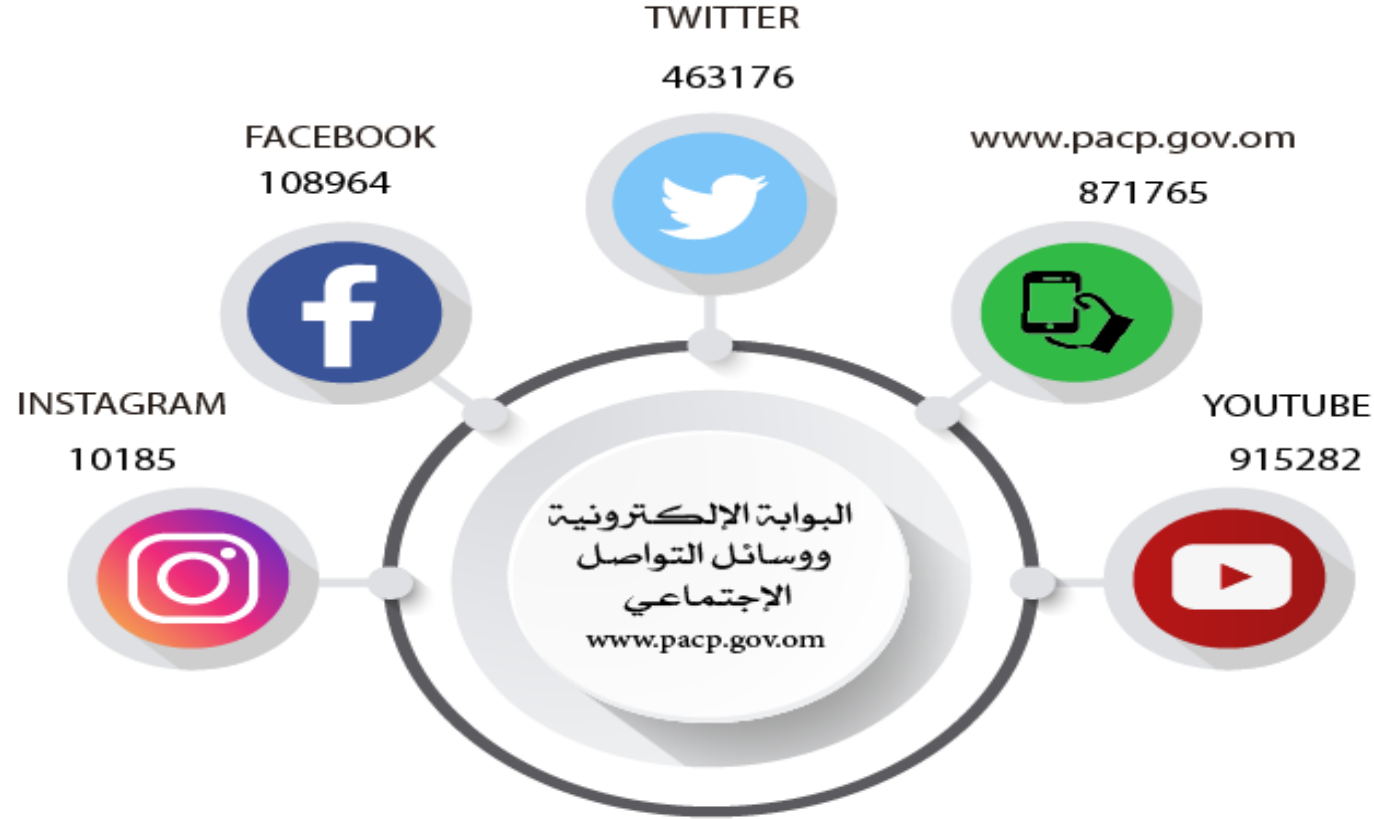 TWITTER
463176
FACEBOOK
108964
www.pacp.gov.om
871765
INSTAGRAM
10185
YOUTUBE
915282
البوابة الإلكترونية
ووسائل التواصل
الإجتماعي
www.pacp.gov.om